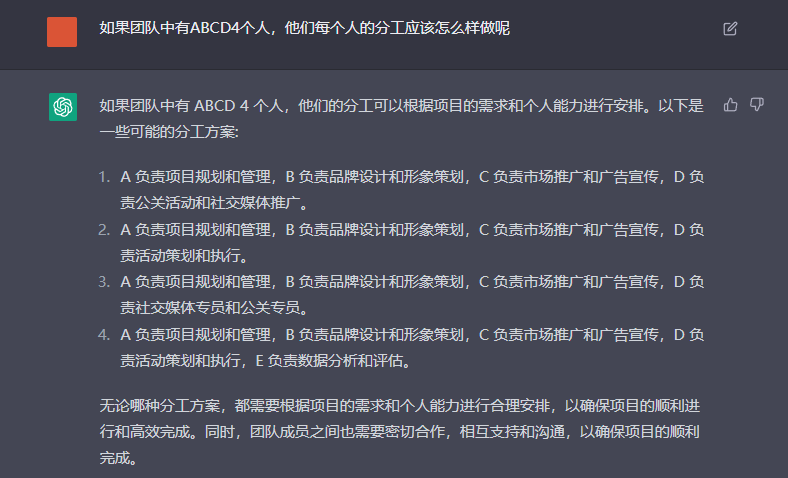 如果团队中有ABCD4个人，他们每个人的分工应该怎么样做呢
如果团队中有 ABCD 4 个人，他们的分工可以根据项目的需求和个人能力进行安排。以下是
一些可能的分工方案:
1. A 负责项目规划和管理，B 负责品牌设计和形象策划，C 负责市场推广和广告宣传，D 负
责公关活动和社交媒体推广。
2. A 负责项目规划和管理，B 负责品牌设计和形象策划，C 负责市场推广和广告宣传，D 负
责活动策划和执行。
3. A 负责项目规划和管理，B 负责品牌设计和形象策划，C 负责市场推广和广告宣传，D 负
责社交媒体专员和公关专员。
4. A 负责项目规划和管理，B 负责品牌设计和形象策划，C 负责市场推广和广告宣传，D 负
责活动策划和执行，E 负责数据分析和评估。
无论哪种分工方案，都需要根据项目的需求和个人能力进行合理安排，以确保项目的顺利进
行和高效完成。同时，团队成员之间也需要密切合作，相互支持和沟通，以确保项目的顺利
完成。